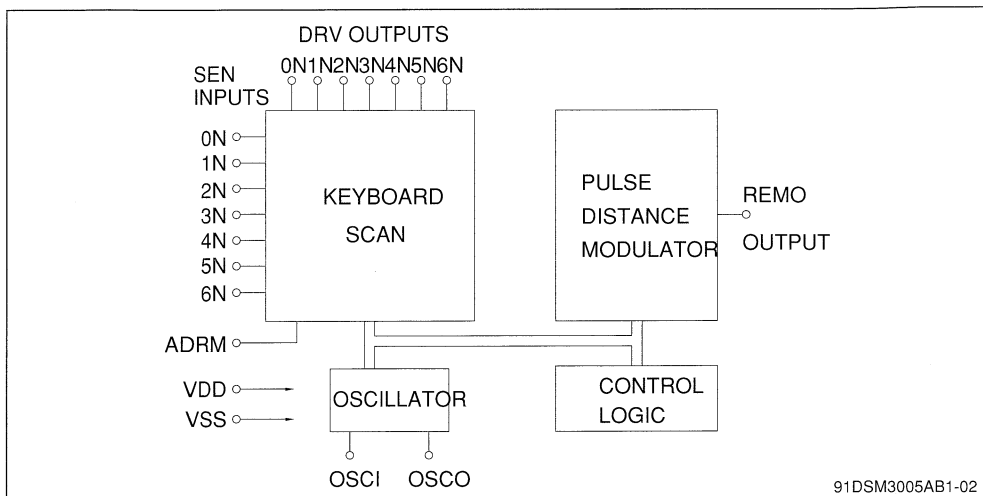 DRV OUTPUTS
0N1N2N3N4N5N6N
SEN
INPUTS
0N
1N
2N
3N
4N
5N
6N
KEYBOARD
SCAN
PULSE
DISTANCE
MODULATOR
REMO
OUTPUT
ADRM
VDD
VSS
OSCILLATOR
CONTROL
LOGIC
OSCI
OSCO
91DSM3005AB1-02